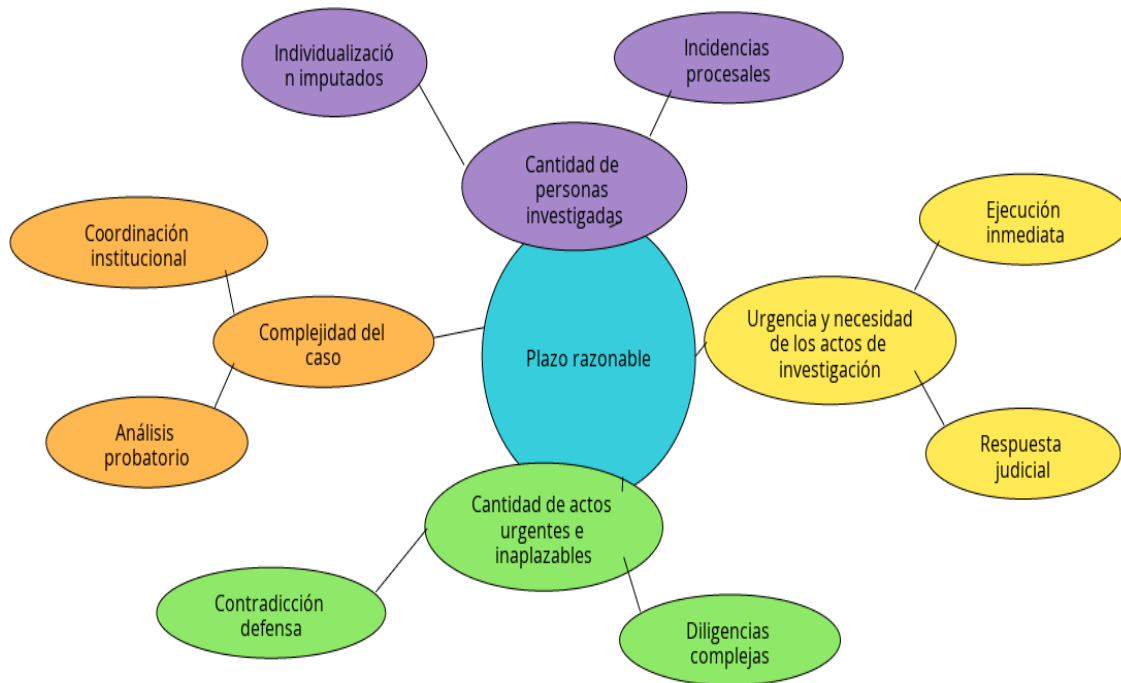 Individualizació
n imputados
Incidencias
procesales
Cantidad de
personas
investigadas
Coordinación
institucional
Ejecución
inmediata
Complejidad del
caso
Plazo razonable
Urgencia y necesidad
de los actos de
investigación
Análisis
probatorio
Respuesta
judicial
Cantidad de actos
urgentes e
inaplazables
Contradicción
defensa
Diligencias
complejas